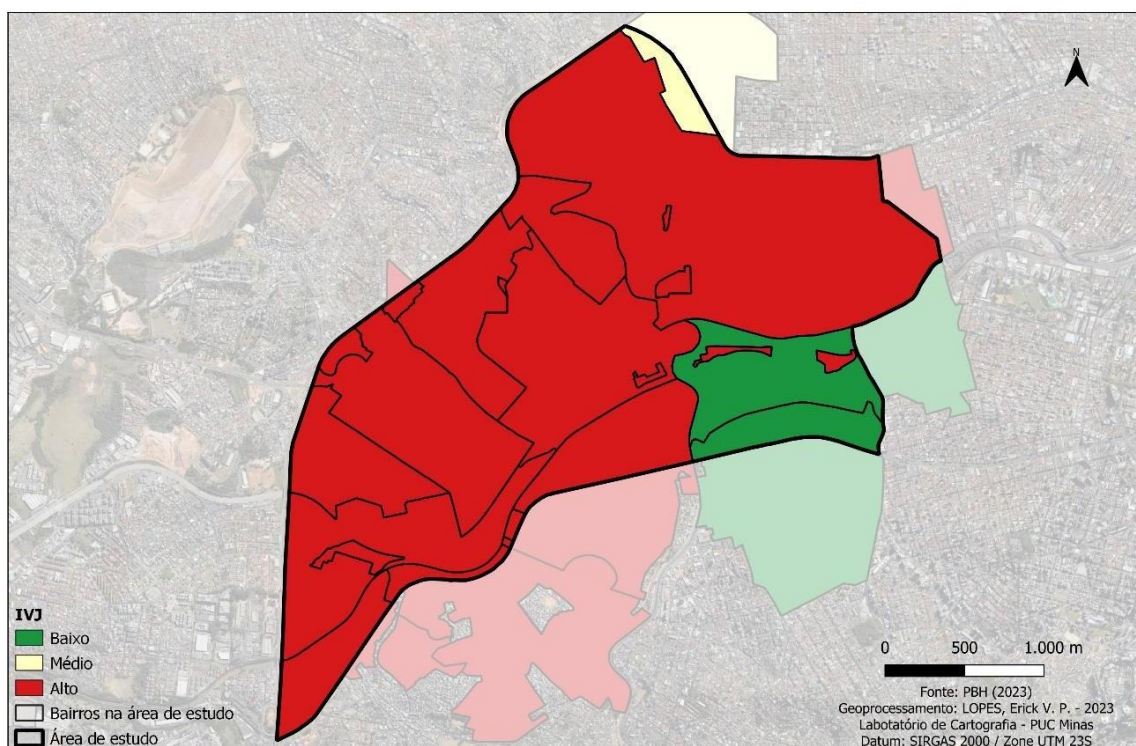 N
IVJ
Baixo
Médio
Alto
Bairros na área de estudo
Área de estudo
0 500 1.000 m
Fonte: PBH (2023)
Geoprocessamento: LOPES, Erick V. P. - 2023
Labotatório de Cartografia - PUC Minas
Datum: SIRGAS 2000 / Zone UTM 23S